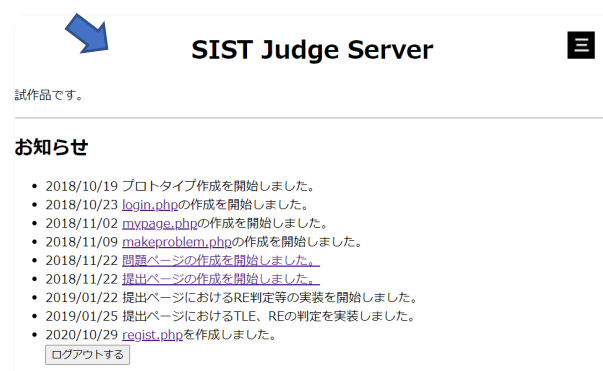 SIST Judge Server
試作品です。
お知らせ
2018/10/19 プロトタイプ作成を開始しました。
2018/10/23 login.phpの作成を開始しました。
2018/11/02 mypage.phpの作成を開始しました。
2018/11/09 makeproblem.phpの作成を開始しました。
2018/11/22 問題ページの作成を開始しました。
2018/11/22 提出ページの作成を開始しました。
2019/01/22 提出ページにおけるRE判定等の実装を開始しました。
2019/01/25 提出ページにおけるTLE、REの判定を実装しました。
2020/10/29 regist.phpを作成しました。
ログアウトする